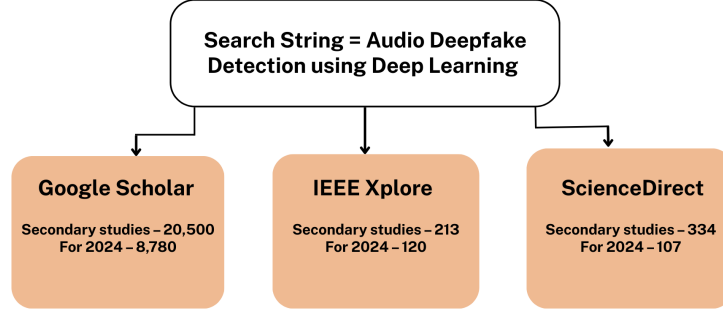 Search String = Audio Deepfake
Detection using Deep Learning
Google Scholar
Secondary studies – 20,500
For 2024 – 8,780
IEEE Xplore
Secondary studies – 213
For 2024 – 120
ScienceDirect
Secondary studies – 334
For 2024 – 107